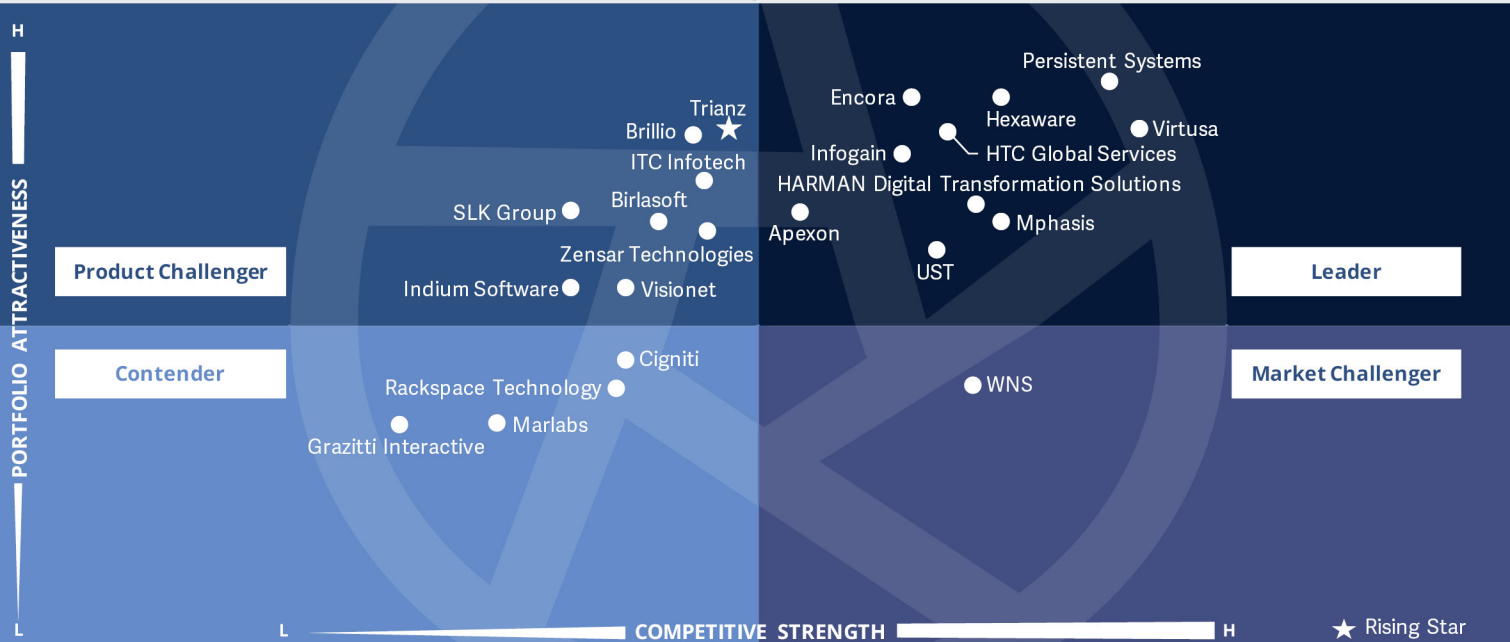 H
Persistent Systems
Encora
Trianz
Hexaware
Brillio
Virtusa
Infogain
HTC Global Services
ITC Infotech
HARMAN Digital Transformation Solutions
Birlasoft
SLK Group
Mphasis
Apexon
Zensar Technologies
UST
Product Challenger
Leader
Indium Software
Visionet
PORTFOLIO ATTRACTIVENESS
Cigniti
Contender
Market Challenger
Rackspace Technology
WNS
Marlabs
Grazitti Interactive
L
L
COMPETITIVE STRENGTH
H
Rising Star